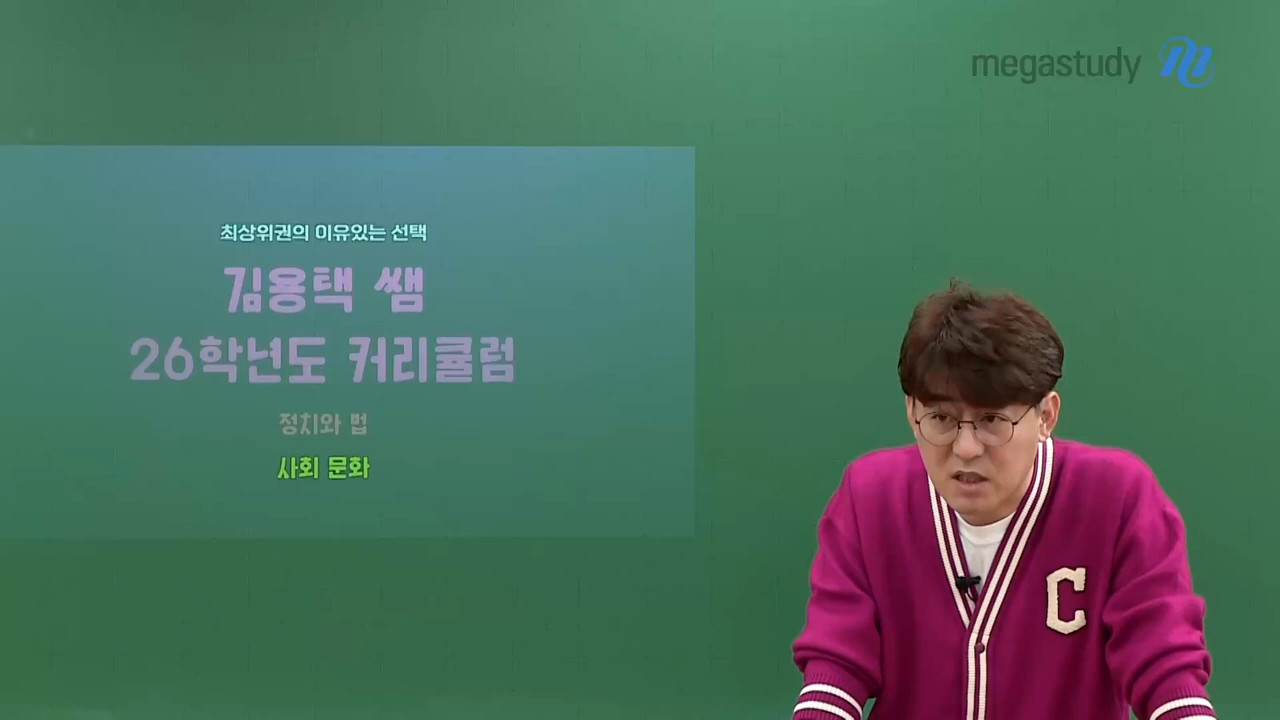 megastudy
최상위권의 이유있는 선택
김용택 쌤
26학년도 커리큘럼
정치와 법
사회 문화
C